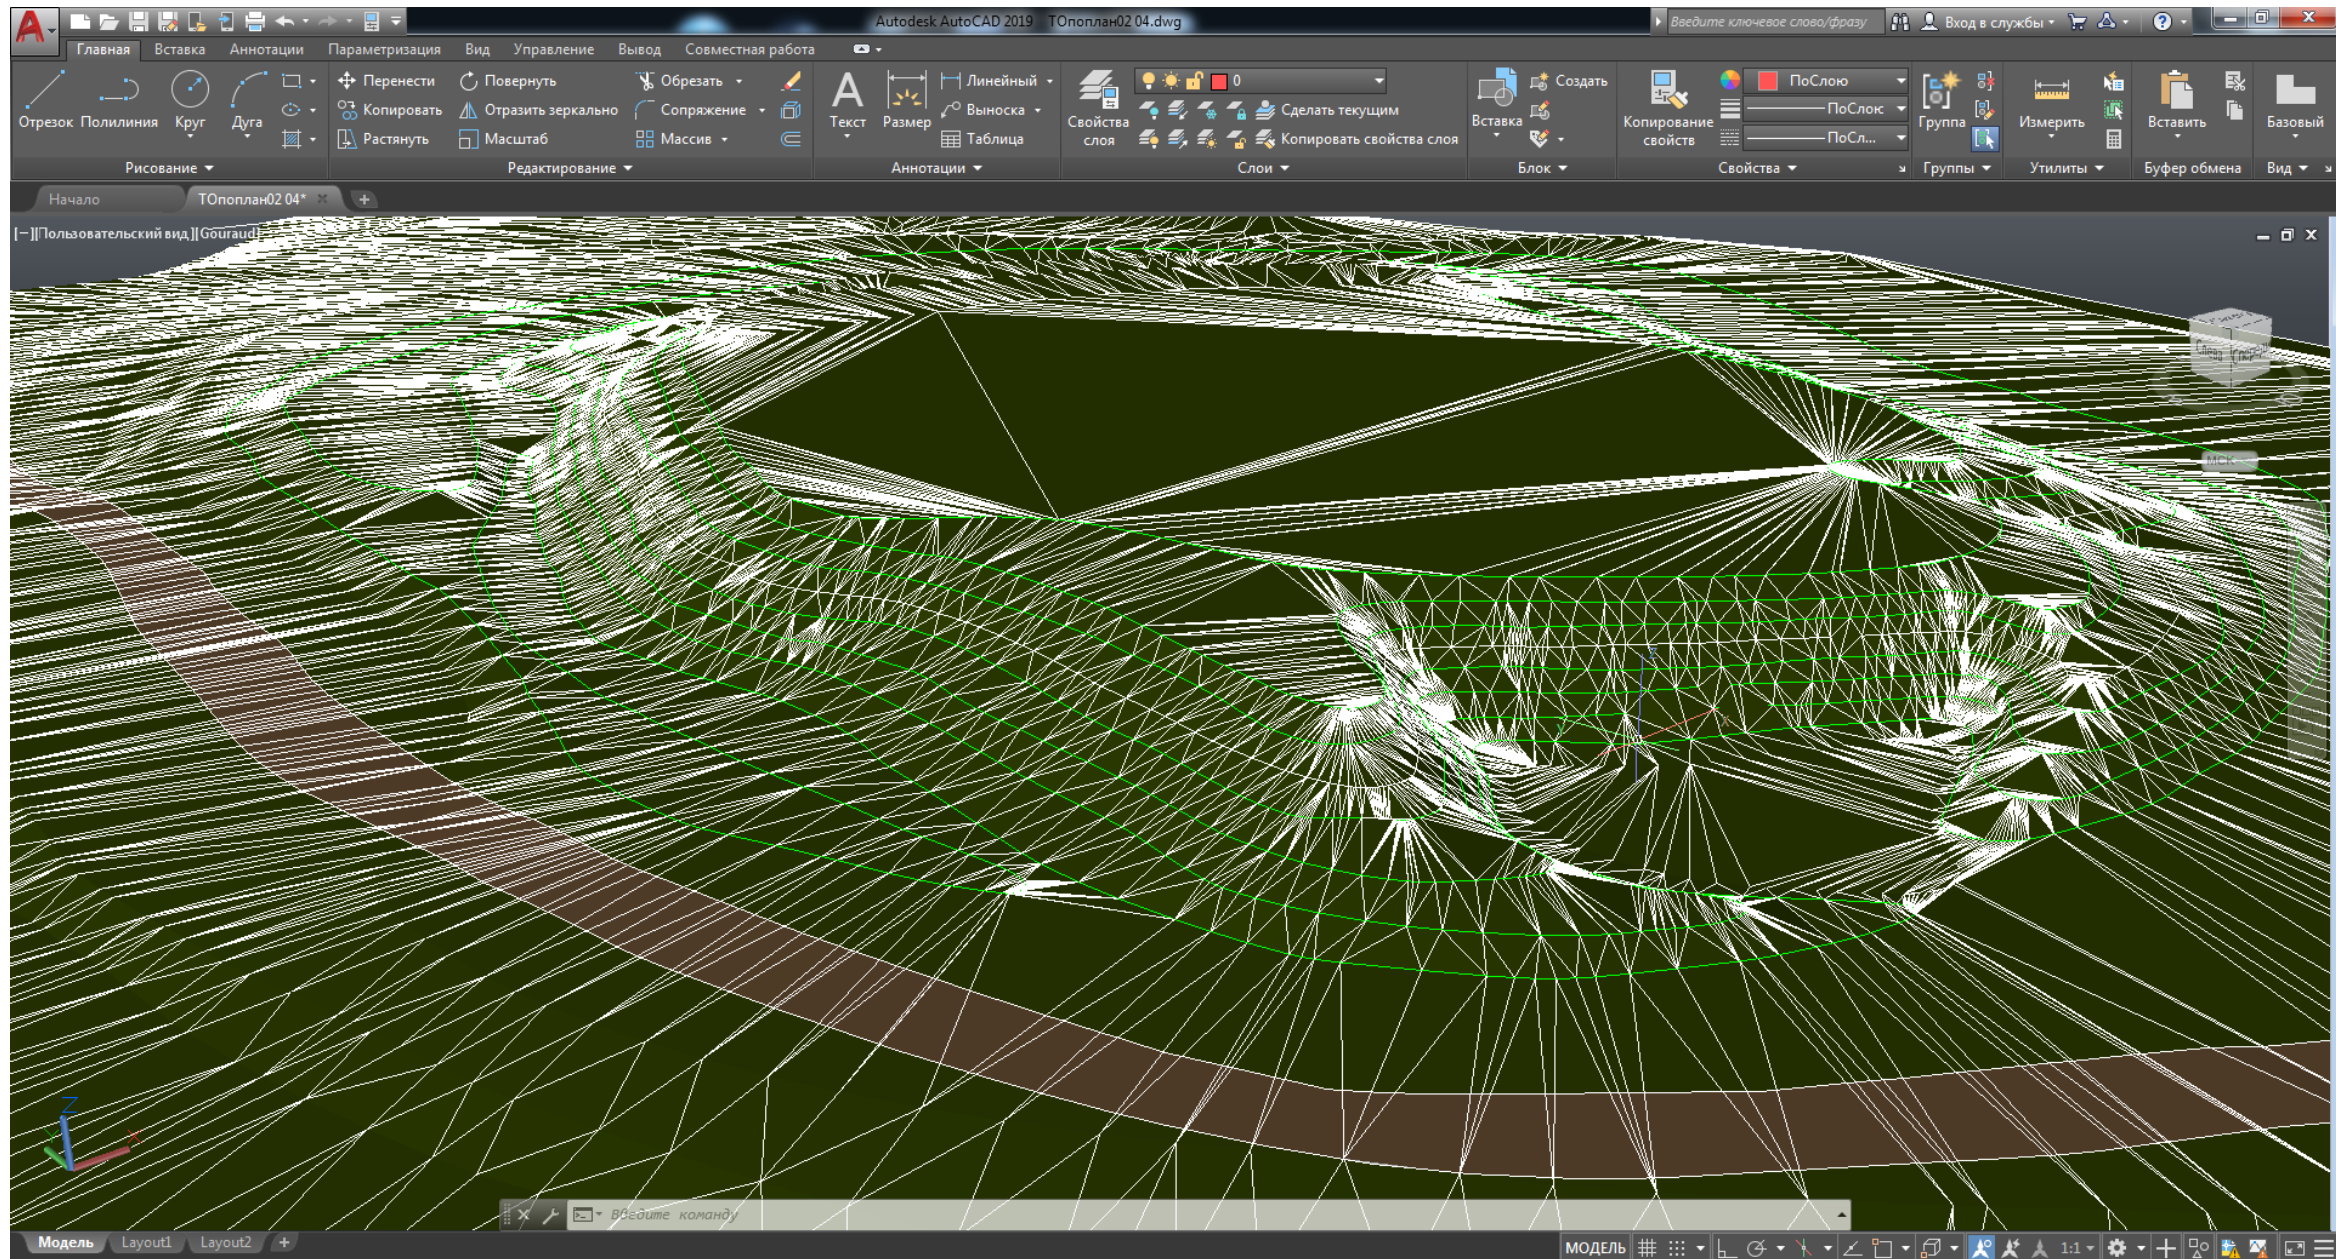 Autodesk AutoCAD 2019 ТОпоплан02 04.dwg
Введите ключевое слово/фразу
Вход в службы
Главная Вставка Аннотации Параметризация Вид Управление Вывод Совместная работа
Отрезок Полилиния Круг Дуга
Перенести Повернуть Обрезать
Копировать Отразить зеркально Сопряжение
Растянуть Масштаб Массив
Текст Размер
Линейный
Выноска
Таблица
Свойства слоя
0
Сделать текущим
Копировать свойства слоя
Вставка
Создать
Копирование свойств
ПоСлою
ПоСлою
ПоСл...
Группа
Измерить
Вставить
Базовый
Рисование Редактирование Аннотации Слои Блок Свойства Группы Утилиты Буфер обмена Вид
Начало ТОпоплан02 04*
[−][Пользовательский вид][Gouraud]
Слева
МСК
Z
X
Z
X
Введите команду
Модель Layout1 Layout2
МОДЕЛЬ 1:1